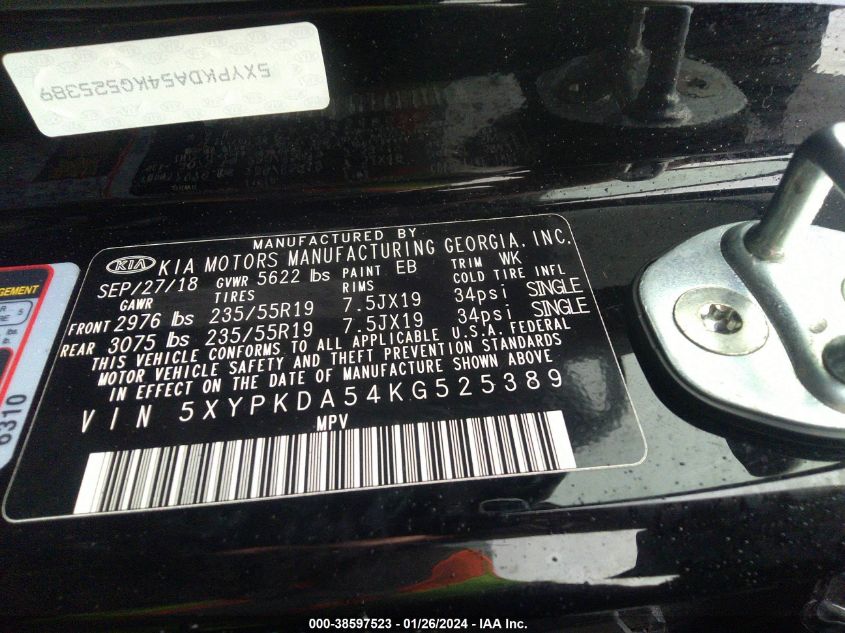 5XYPKDA54KG525389
MANUFACTURED BY
KIA KIA MOTORS MANUFACTURING GEORGIA, INC.
SEP/27/18 GVWR 5622 lbs PAINT EB TRIM WK
GAWR TIRES RIMS COLD TIRE INFL
FRONT 2976 lbs 235/55R19 7.5JX19 34psi SINGLE
REAR 3075 lbs 235/55R19 7.5JX19 34psi SINGLE
THIS VEHICLE CONFORMS TO ALL APPLICABLE U.S.A. FEDERAL
MOTOR VEHICLE SAFETY AND THEFT PREVENTION STANDARDS
IN EFFECT ON THE DATE OF MANUFACTURE SHOWN ABOVE
VIN 5XYPKDA54KG525389
MPV
6310
000-38597523 - 01/26/2024 - IAA Inc.